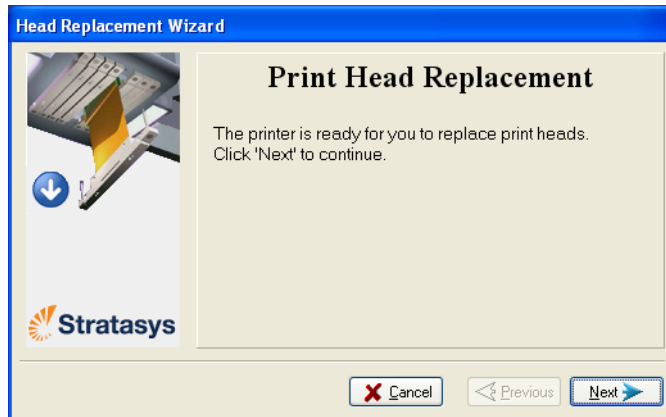 Head Replacement Wizard
Print Head Replacement
The printer is ready for you to replace print heads.
Click 'Next' to continue.
Stratasys
Cancel
Previous
Next